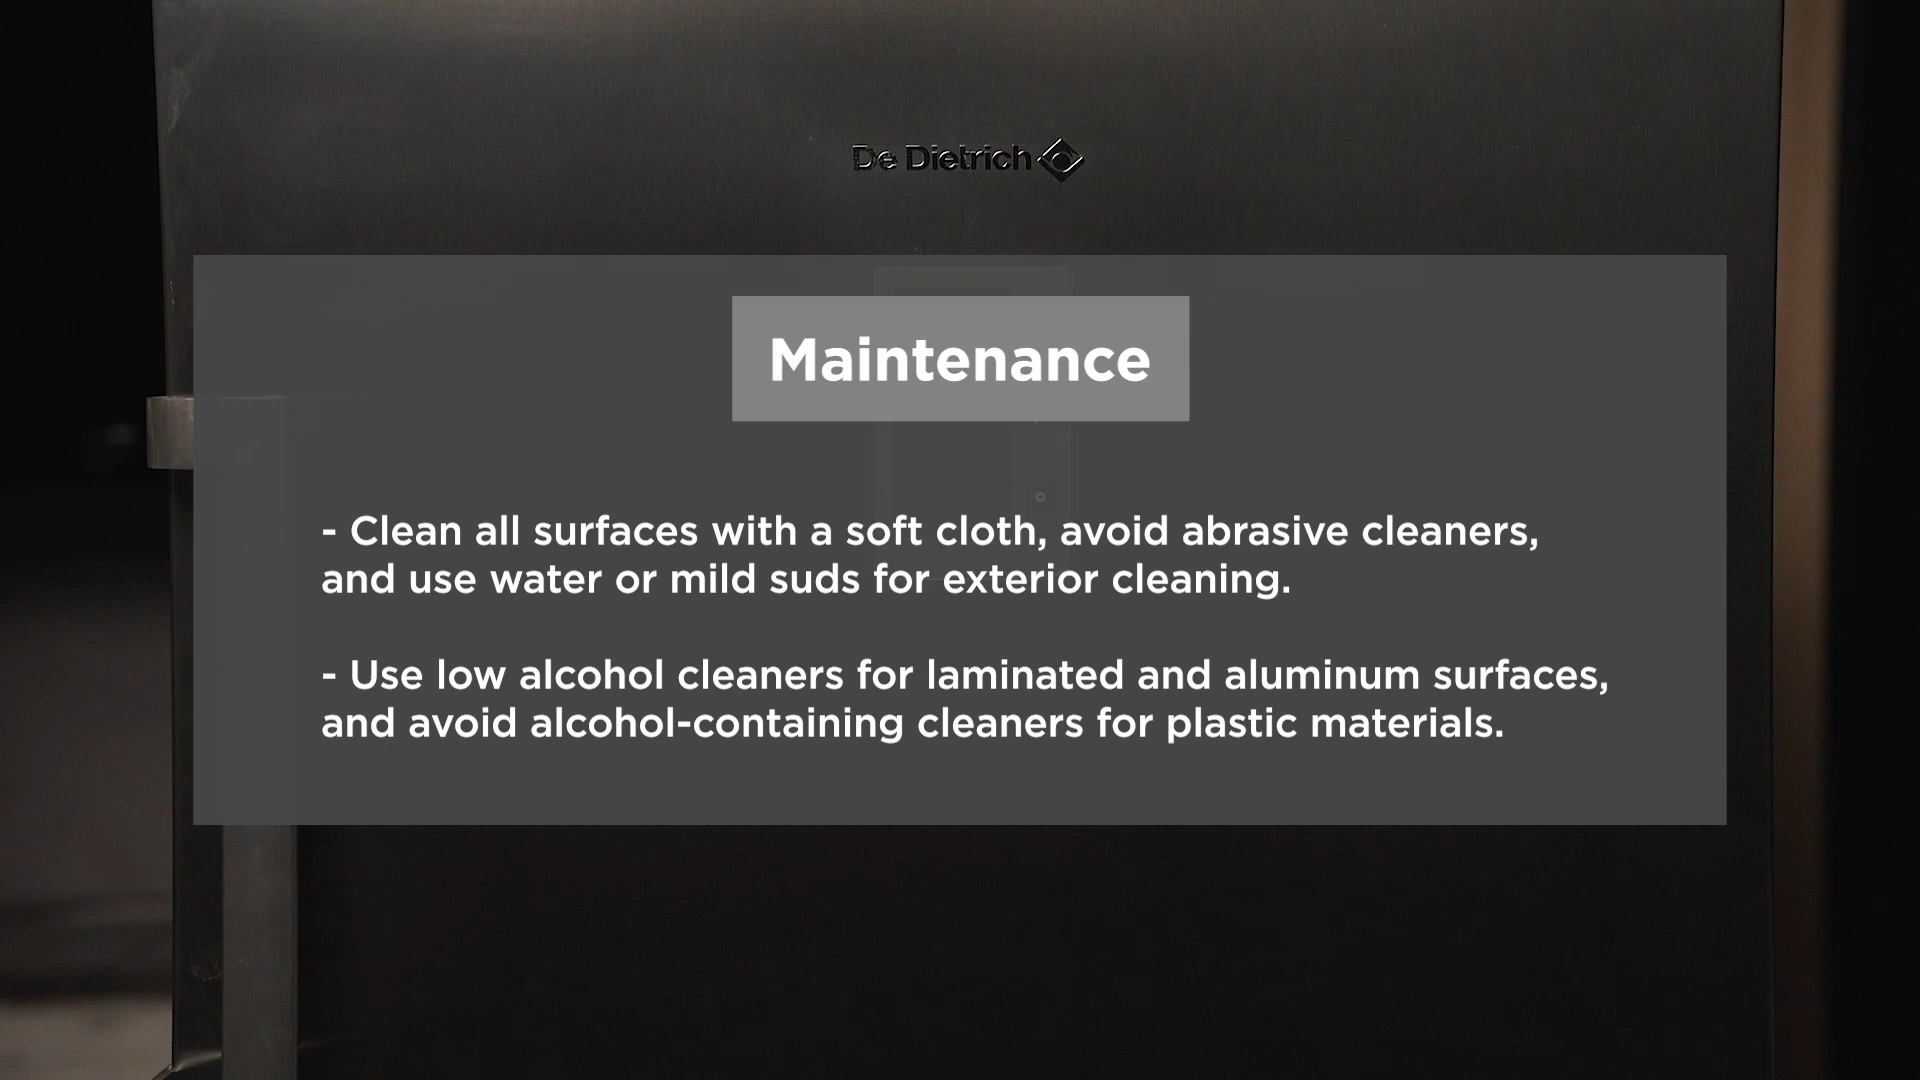 De Dietrich
Maintenance
- Clean all surfaces with a soft cloth, avoid abrasive cleaners,
and use water or mild suds for exterior cleaning.
- Use low alcohol cleaners for laminated and aluminum surfaces,
and avoid alcohol-containing cleaners for plastic materials.